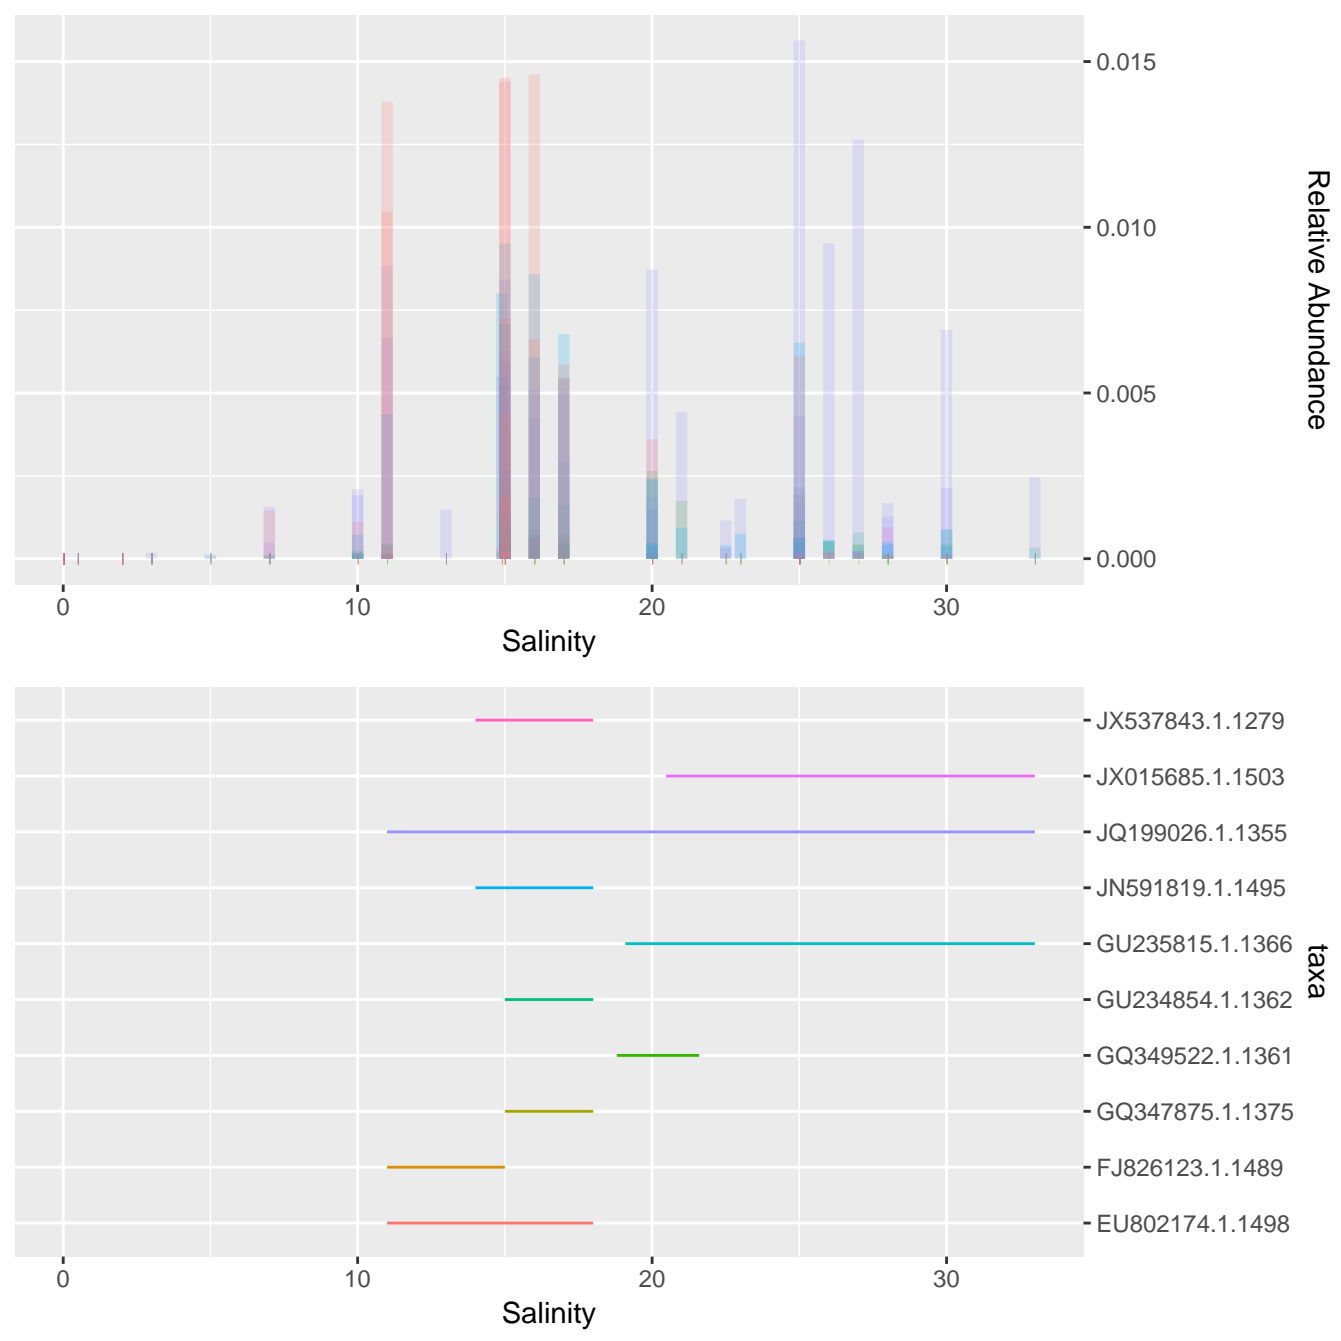 0.015
0.010
0.005
0.000
Relative Abundance
0 10 20 30
Salinity
JX537843.1.1279
JX015685.1.1503
JQ199026.1.1355
JN591819.1.1495
GU235815.1.1366
GU234854.1.1362
GQ349522.1.1361
GQ347875.1.1375
FJ826123.1.1489
EU802174.1.1498
taxa
0 10 20 30
Salinity